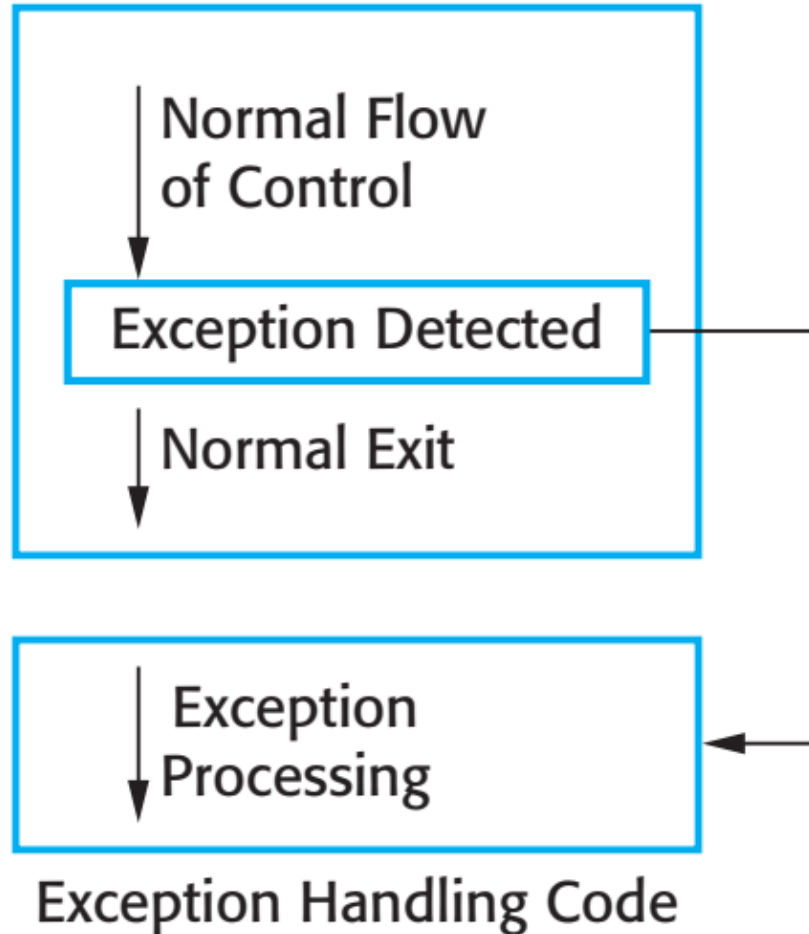 Normal Flow
of Control
Exception Detected
Normal Exit
Exception
Processing
Exception Handling Code